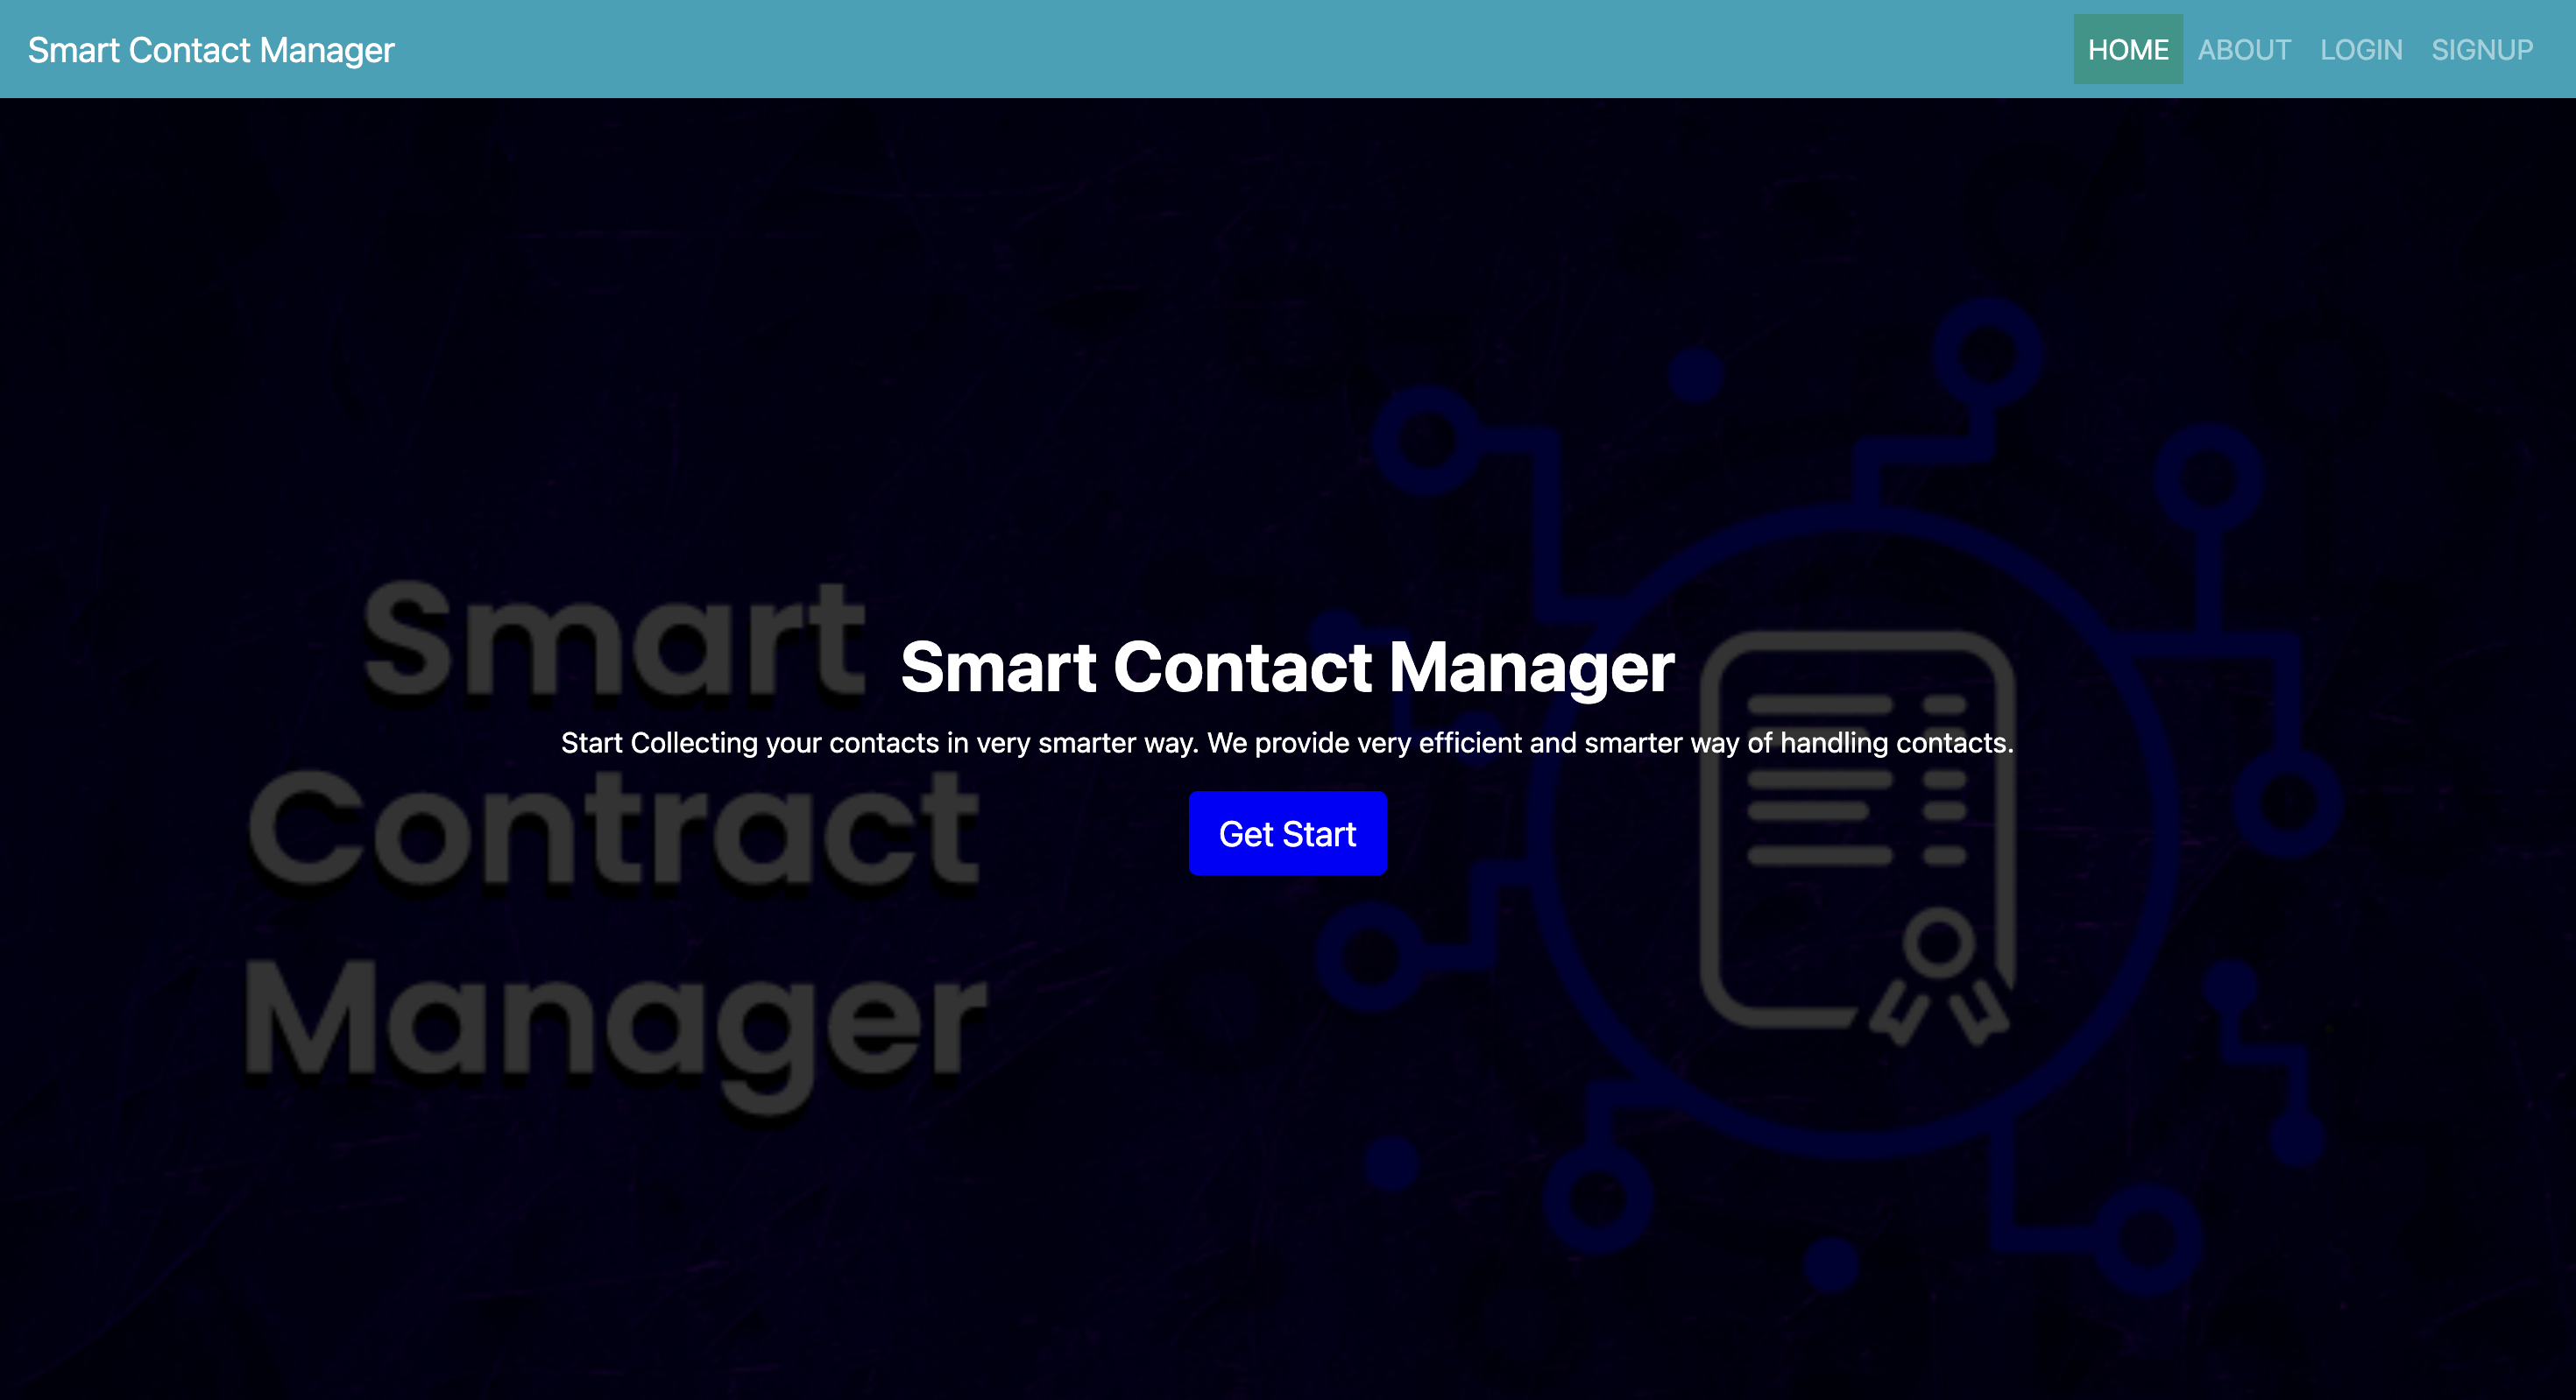 Smart Contact Manager
HOME ABOUT LOGIN SIGNUP
Smart
Contract
Manager
Smart Contact Manager
Start Collecting your contacts in very smarter way. We provide very efficient and smarter way of handling contacts.
Get Start